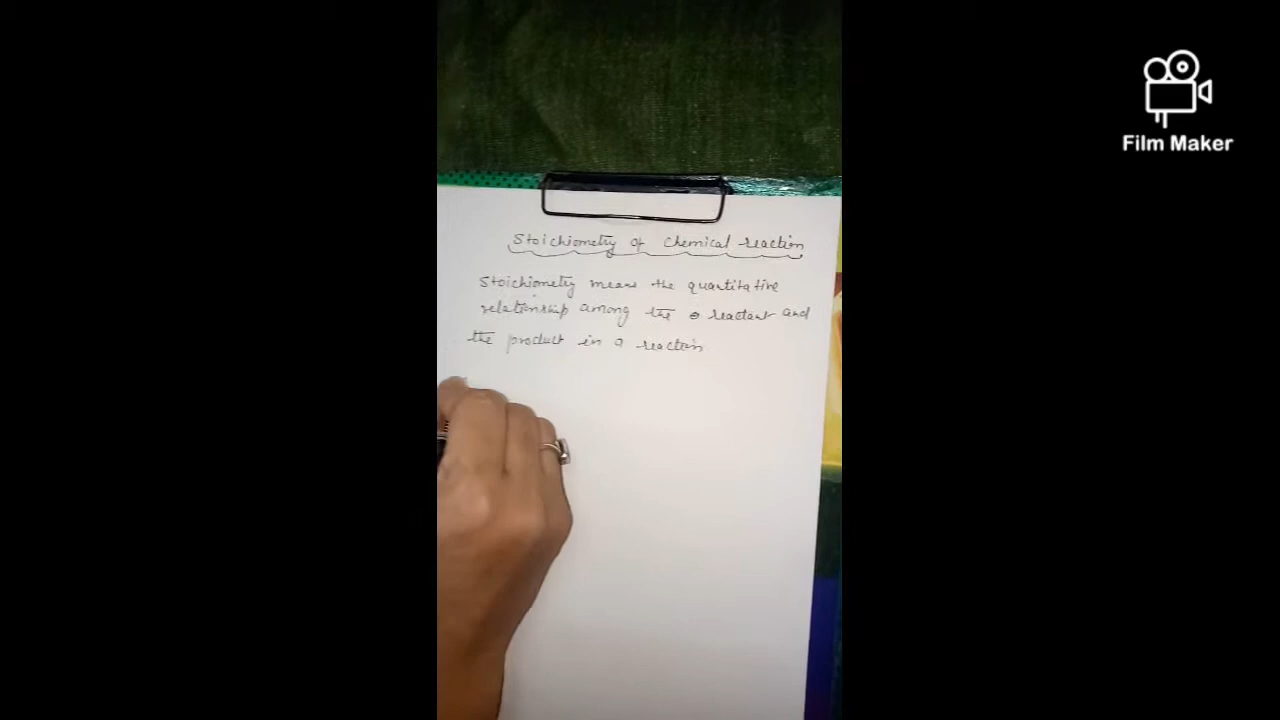 Stoichiometry of chemical reaction
Stoichiometry means the quantitative
relationship among the reactant and
the product in a reaction
Film Maker